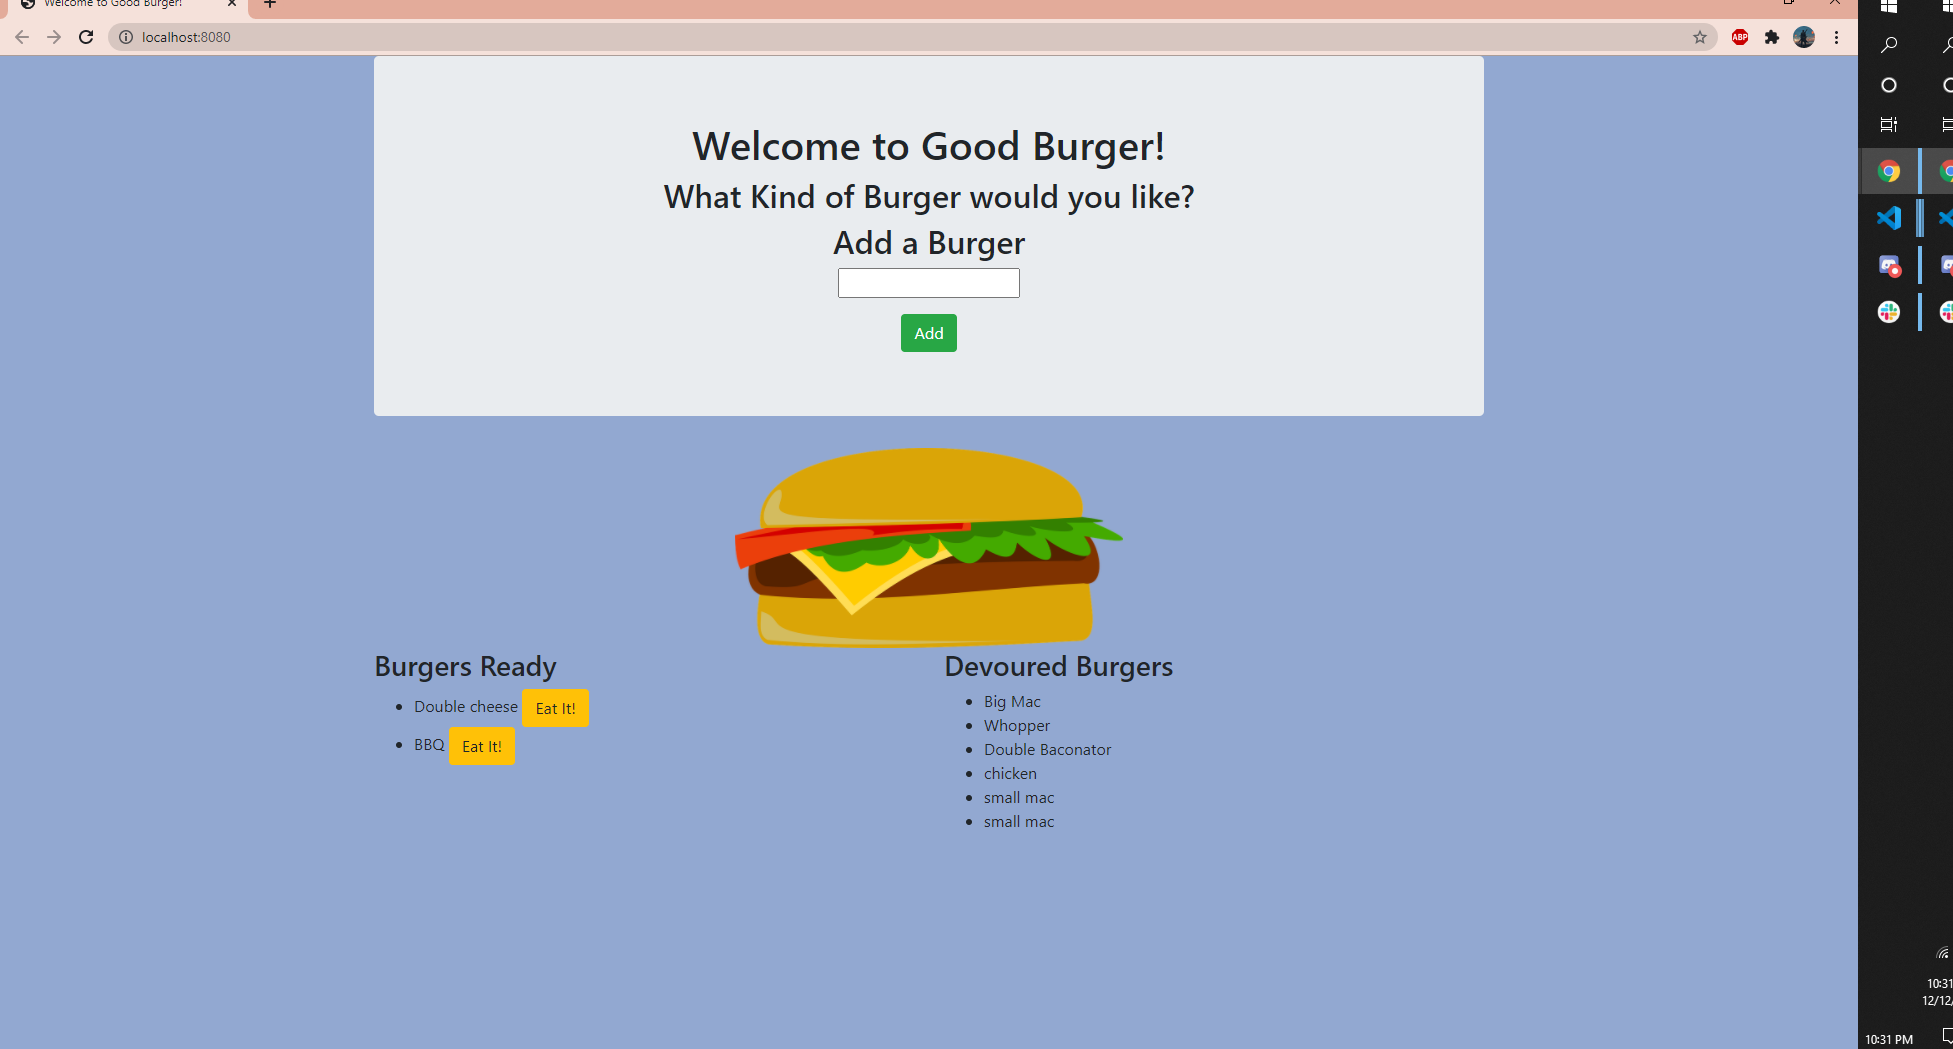 Welcome to Good Burger!
localhost:8080
ABP
Welcome to Good Burger!
What Kind of Burger would you like?
Add a Burger
Add
Burgers Ready
Double cheese Eat It!
BBQ Eat It!
Devoured Burgers
Big Mac
Whopper
Double Baconator
chicken
small mac
small mac
10:31
12/12/
10:31 PM